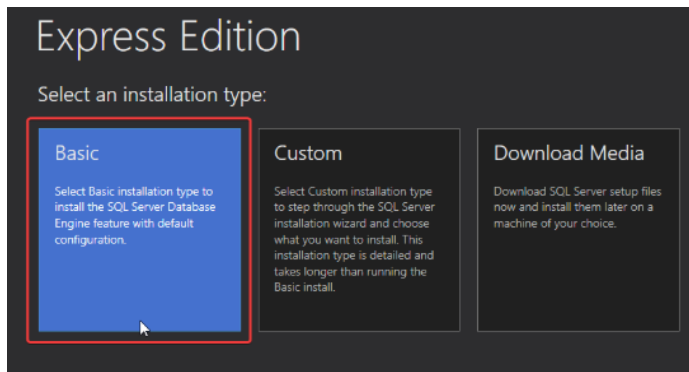 Express Edition
Select an installation type:
Basic
Select Basic installation type to
install the SQL Server Database
Engine feature with default
configuration.
Custom
Select Custom installation type
to step through the SQL Server
installation wizard and choose
what you want to install. This
installation type is detailed and
takes longer than running the
Basic install.
Download Media
Download SQL Server setup files
now and install them later on a
machine of your choice.